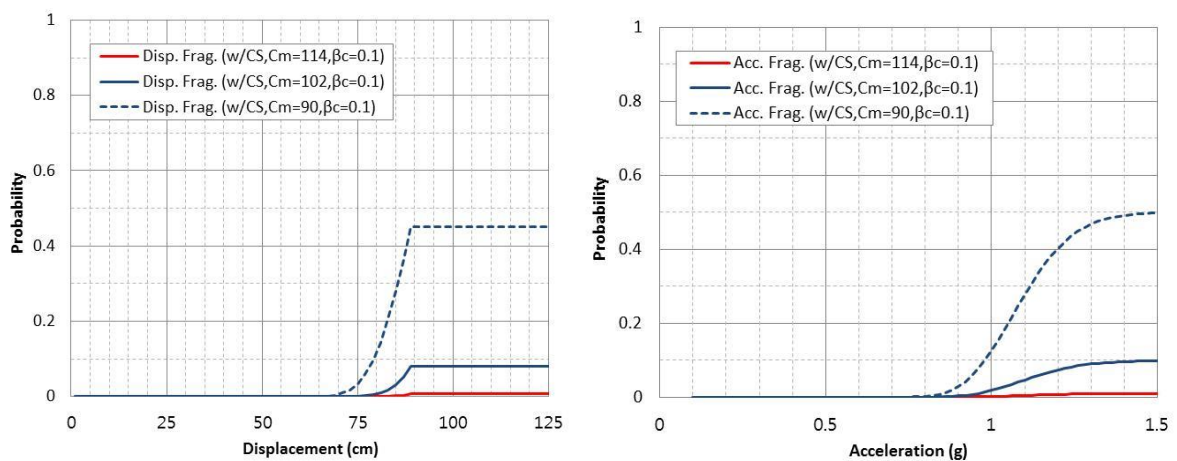 1
0.8
0.6
0.4
0.2
0
Probability
Disp. Frag. (w/CS,Cm=114,βc=0.1)
Disp. Frag. (w/CS,Cm=102,βc=0.1)
Disp. Frag. (w/CS,Cm=90,βc=0.1)
0 25 50 75 100 125
Displacement (cm)
1
0.8
0.6
0.4
0.2
0
Probability
Acc. Frag. (w/CS,Cm=114,βc=0.1)
Acc. Frag. (w/CS,Cm=102,βc=0.1)
Acc. Frag. (w/CS,Cm=90,βc=0.1)
0 0.5 1 1.5
Acceleration (g)